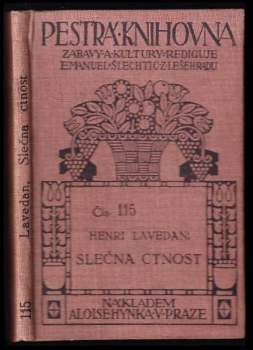 115 Lavedan, Slečna ctnost
PESTRÁ·KNIHOVNA
ZÁBAVY·A·KULTURY·REDIGUJE
EMANUEL·ŠLECHTIC·Z·LEŠEHRADU
Čís. 115
HENRI LAVEDAN:
SLEČNA CTNOST
NÁKLADEM
ALOISE·HYNKA·V·PRAZE